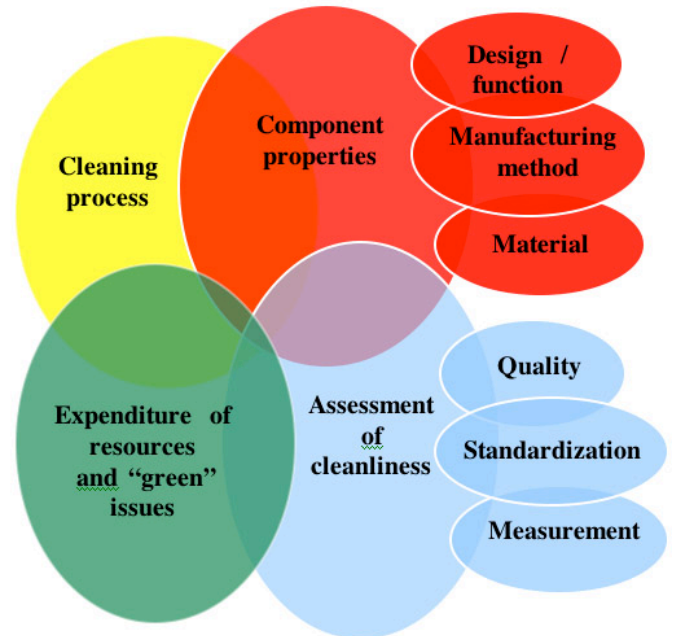 Cleaning
process
Component
properties
Design /
function
Manufacturing
method
Material
Expenditure of
resources
and “green”
issues
Assessment
of
cleanliness
Quality
Standardization
Measurement